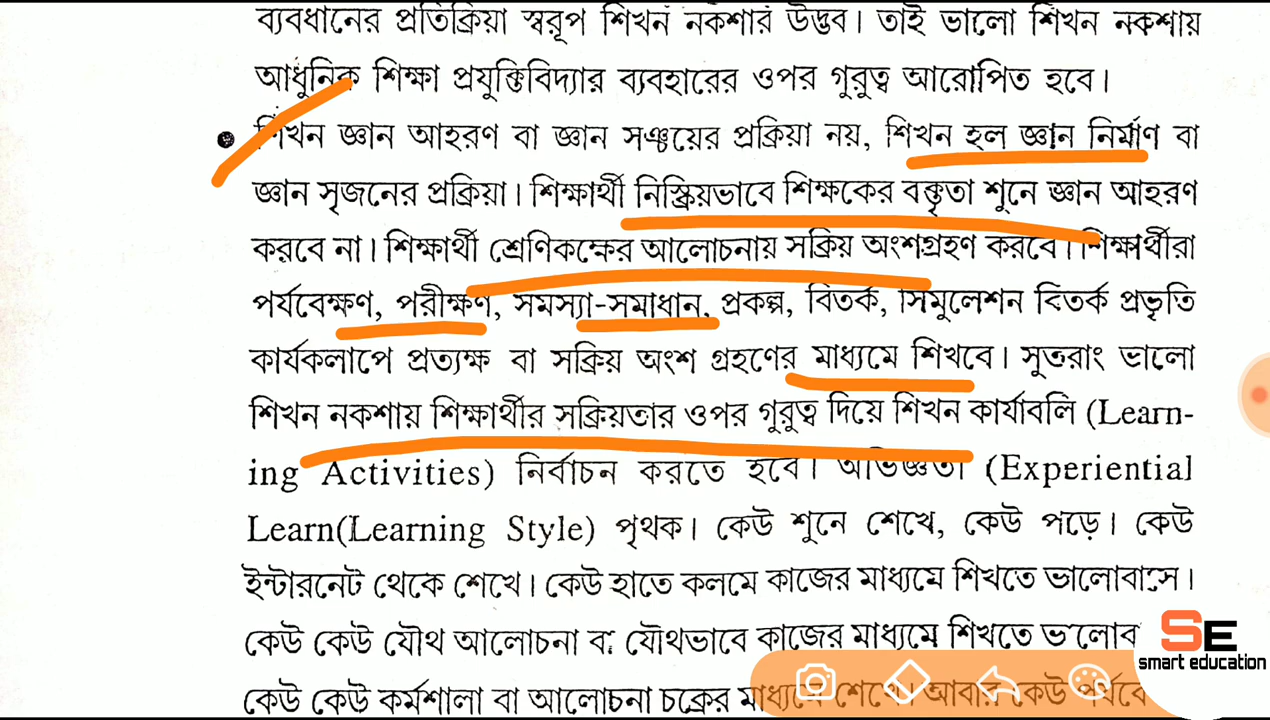 ব্যবধানের প্রতিক্রিয়া স্বরূপ শিখন নকশার উদ্ভব। তাই ভালো শিখন নকশায়
আধুনিক শিক্ষা প্রযুক্তিবিদ্যার ব্যবহারের ওপর গুরুত্ব আরোপিত হবে।
● শিখন জ্ঞান আহরণ বা জ্ঞান সঞ্চয়ের প্রক্রিয়া নয়, শিখন হল জ্ঞান নির্মাণ বা
জ্ঞান সৃজনের প্রক্রিয়া। শিক্ষার্থী নিষ্ক্রিয়ভাবে শিক্ষকের বক্তৃতা শুনে জ্ঞান আহরণ
করবে না। শিক্ষার্থী শ্রেণিকক্ষের আলোচনায় সক্রিয় অংশগ্রহণ করবে। শিক্ষার্থীরা
পর্যবেক্ষণ, পরীক্ষণ, সমস্যা-সমাধান, প্রকল্প, বিতর্ক, সিমুলেশন বিতর্ক প্রভৃতি
কার্যকলাপে প্রত্যক্ষ বা সক্রিয় অংশ গ্রহণের মাধ্যমে শিখবে। সুতরাং ভালো
শিখন নকশায় শিক্ষার্থীর সক্রিয়তার ওপর গুরুত্ব দিয়ে শিখন কার্যাবলি (Learn-
ing Activities) নির্বাচন করতে হবে। অভিজ্ঞতা (Experiential
Learn(Learning Style) পৃথক। কেউ শুনে শেখে, কেউ পড়ে। কেউ
ইন্টারনেট থেকে শেখে। কেউ হাতে কলমে কাজের মাধ্যমে শিখতে ভালোবাসে।
কেউ কেউ যৌথ আলোচনা বা যৌথভাবে কাজের মাধ্যমে শিখতে ভালোব
কেউ কেউ কর্মশালা বা আলোচনা চক্রের মাধ্যমে শেখে। আবার কেউ পর্যবে
SE
smart education